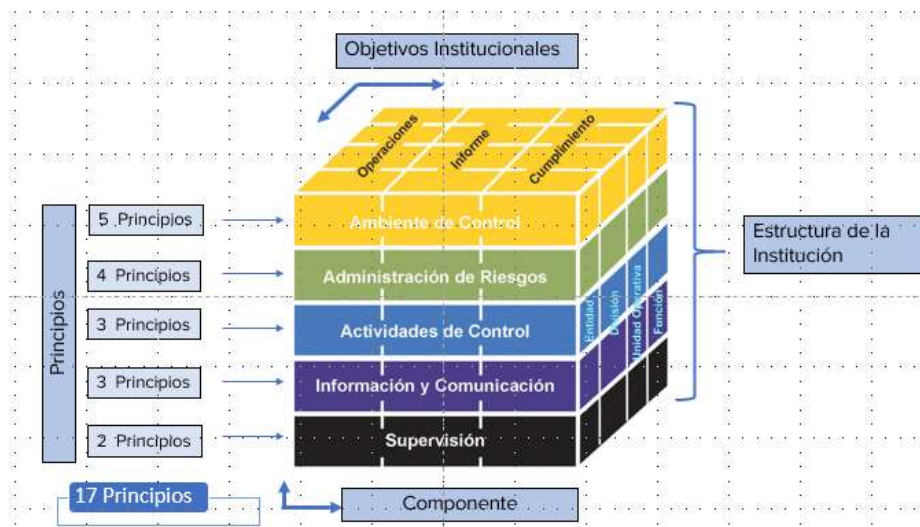 Objetivos Institucionales
Operaciones
Informe
Cumplimiento
5 Principios
Ambiente de Control
4 Principios
Administración de Riesgos
3 Principios
Actividades de Control
3 Principios
Información y Comunicación
2 Principios
Supervisión
Principios
Entidad
División
Unidad Operativa
Función
Estructura de la
Institución
17 Principios
Componente